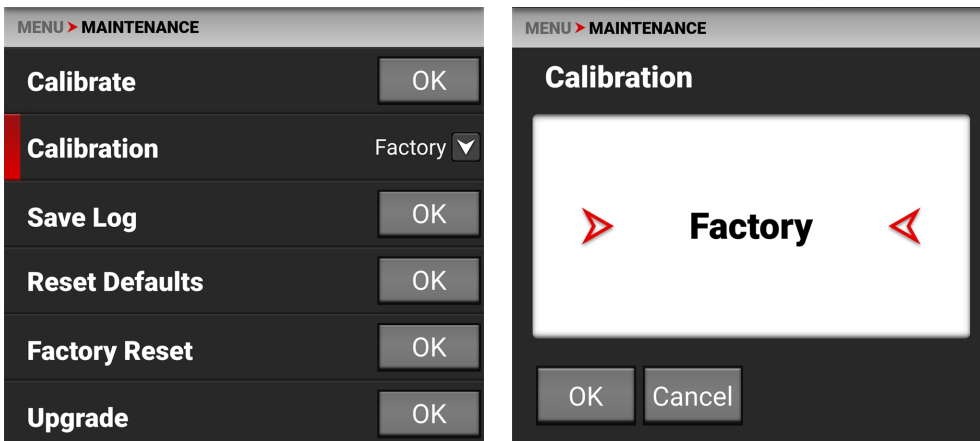 MENU MAINTENANCE
Calibrate OK
Calibration Factory
Save Log OK
Reset Defaults OK
Factory Reset OK
Upgrade OK
MENU MAINTENANCE
Calibration
Factory
OK Cancel